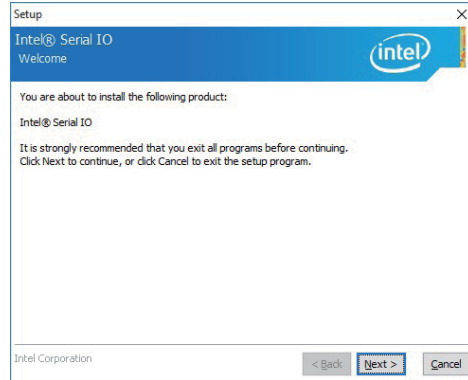 Setup
Intel® Serial IO
Welcome
intel
You are about to install the following product:
Intel® Serial IO
It is strongly recommended that you exit all programs before continuing.
Click Next to continue, or click Cancel to exit the setup program.
Intel Corporation
< Back Next > Cancel